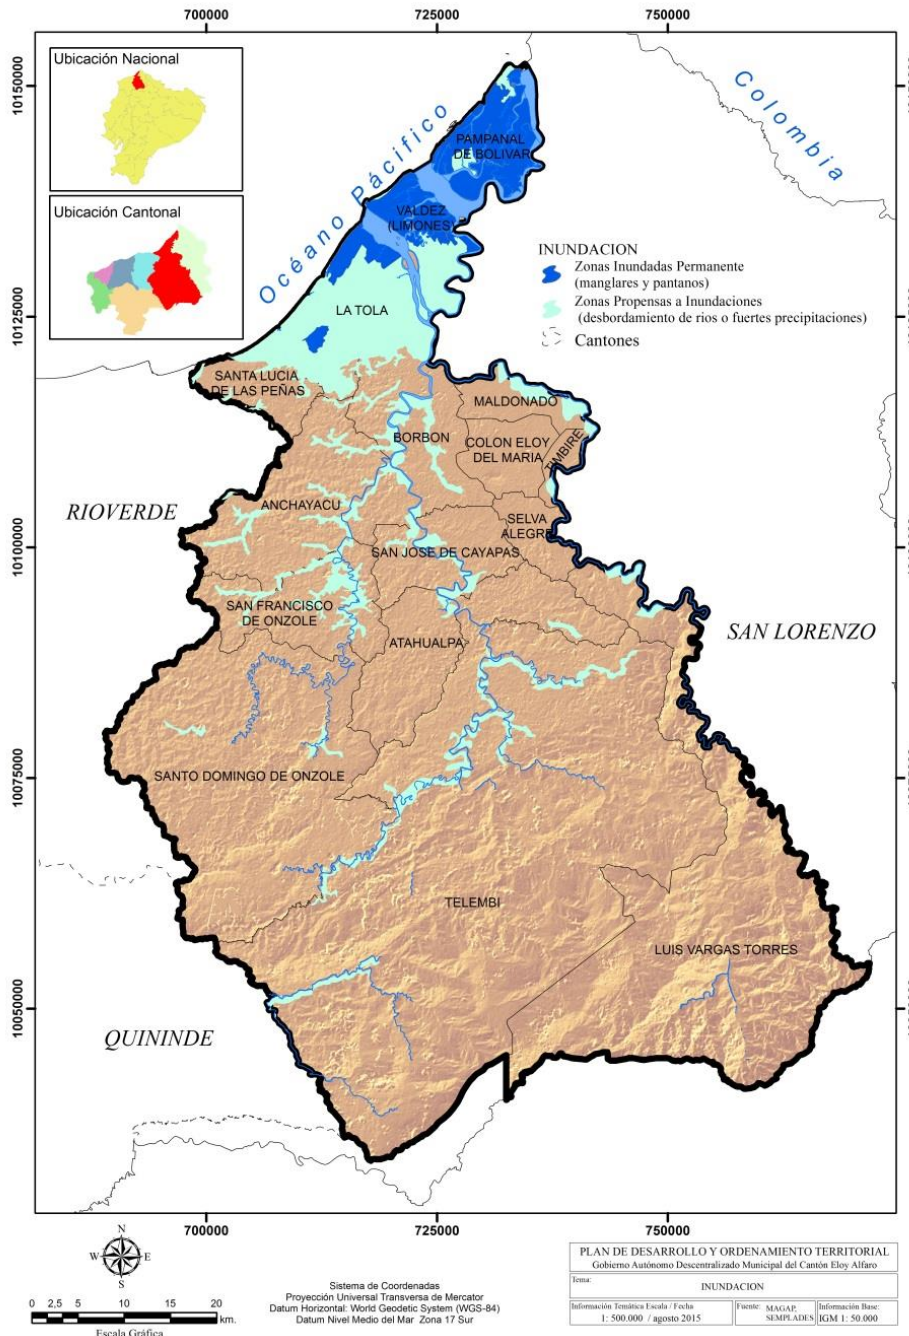 700000
725000
750000
Ubicación Nacional
Ubicación Cantonal
Colombia
Océano Pácífico
10150000
10125000
10100000
10075000
10050000
PAMPANAL
DE BOLIVAR
VALDEZ
(LIMONES)
INUNDACION
Zonas Inundadas Permanente
(manglares y pantanos)
Zonas Propensas a Inundaciones
(desbordamiento de rios o fuertes precipitaciones)
Cantones
LA TOLA
SANTA LUCIA
DE LAS PEÑAS
MALDONADO
BORBON
COLON ELOY
DEL MARIA
TIMBIRE
RIOVERDE
ANCHAYACU
SELVA
ALEGRE
SAN JOSE DE CAYAPAS
SAN FRANCISCO
DE ONZOLE
ATAHUALPA
SAN LORENZO
SANTO DOMINGO DE ONZOLE
TELEMBI
LUIS VARGAS TORRES
QUININDE
700000
725000
750000
N
W
E
S
0 2,5 5 10 15 20
km.
Escala Gráfica
Sistema de Coordenadas
Proyección Universal Transversa de Mercator
Datum Horizontal: World Geodetic System (WGS-84)
Datum Nivel Medio del Mar Zona 17 Sur
PLAN DE DESARROLLO Y ORDENAMIENTO TERRITORIAL
Gobierno Autónomo Descentralizado Municipal del Cantón Eloy Alfaro
Tema:
INUNDACION
Información Temática Escala / Fecha
1: 500.000 / agosto 2015
Fuente: MAGAP,
SEMPLADES
Información Base:
IGM 1: 50.000